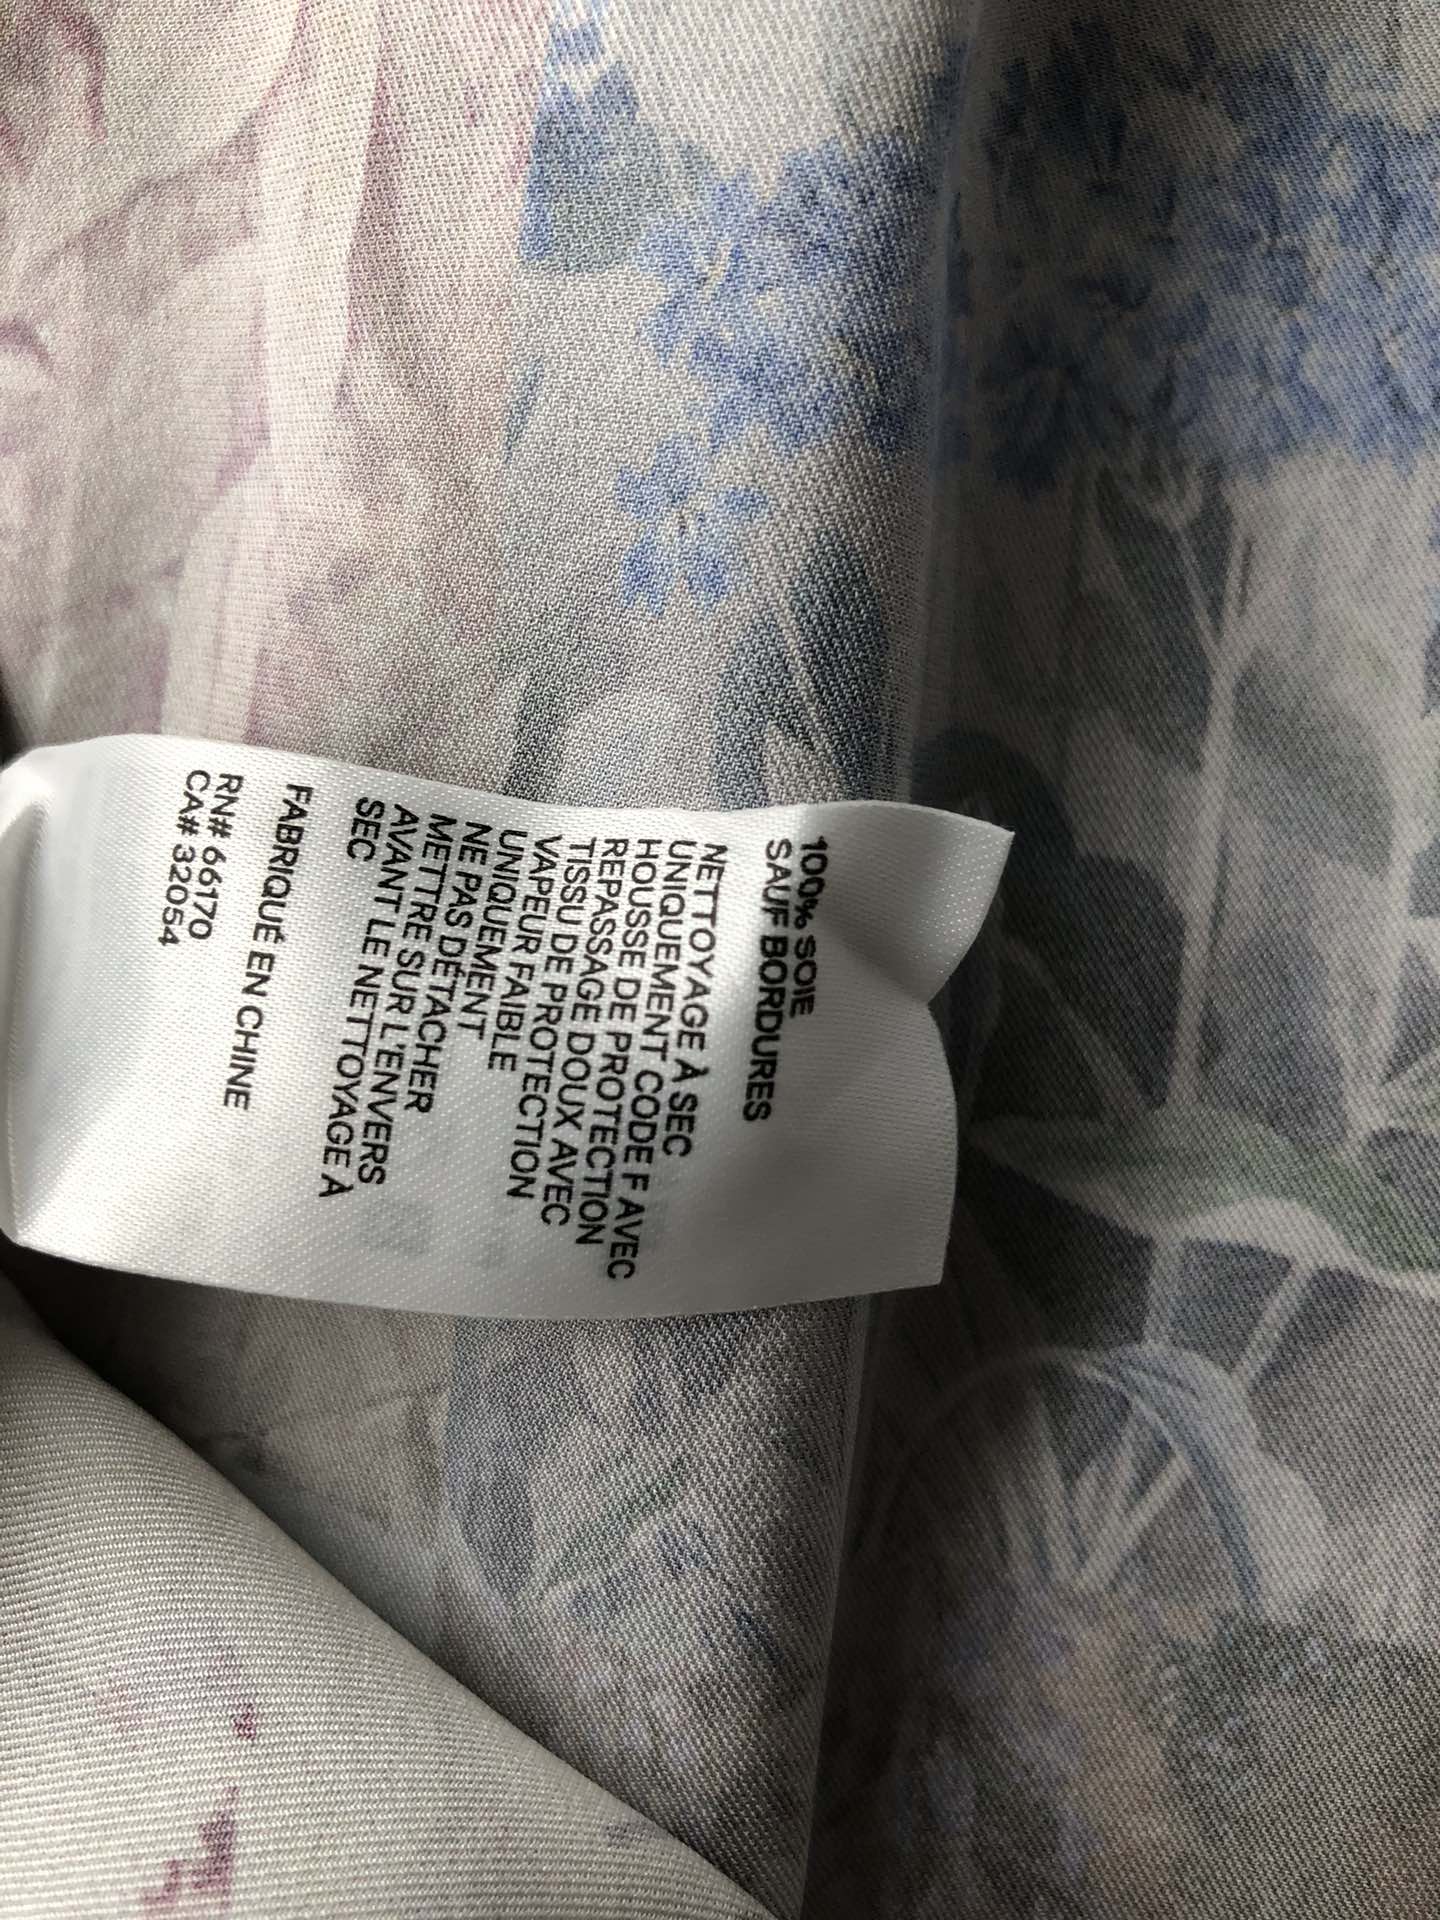 100% SOIE
SAUF BORDURES
NETTOYAGE À SEC
UNIQUEMENT CODE F AVEC
HOUSSE DE PROTECTION
REPASSAGE DOUX AVEC
TISSU DE PROTECTION
VAPEUR FAIBLE
UNIQUEMENT
NE PAS DÉTACHER
METTRE SUR L'ENVERS
AVANT LE NETTOYAGE À
SEC
FABRIQUÉ EN CHINE
RN# 66170
CA# 32054